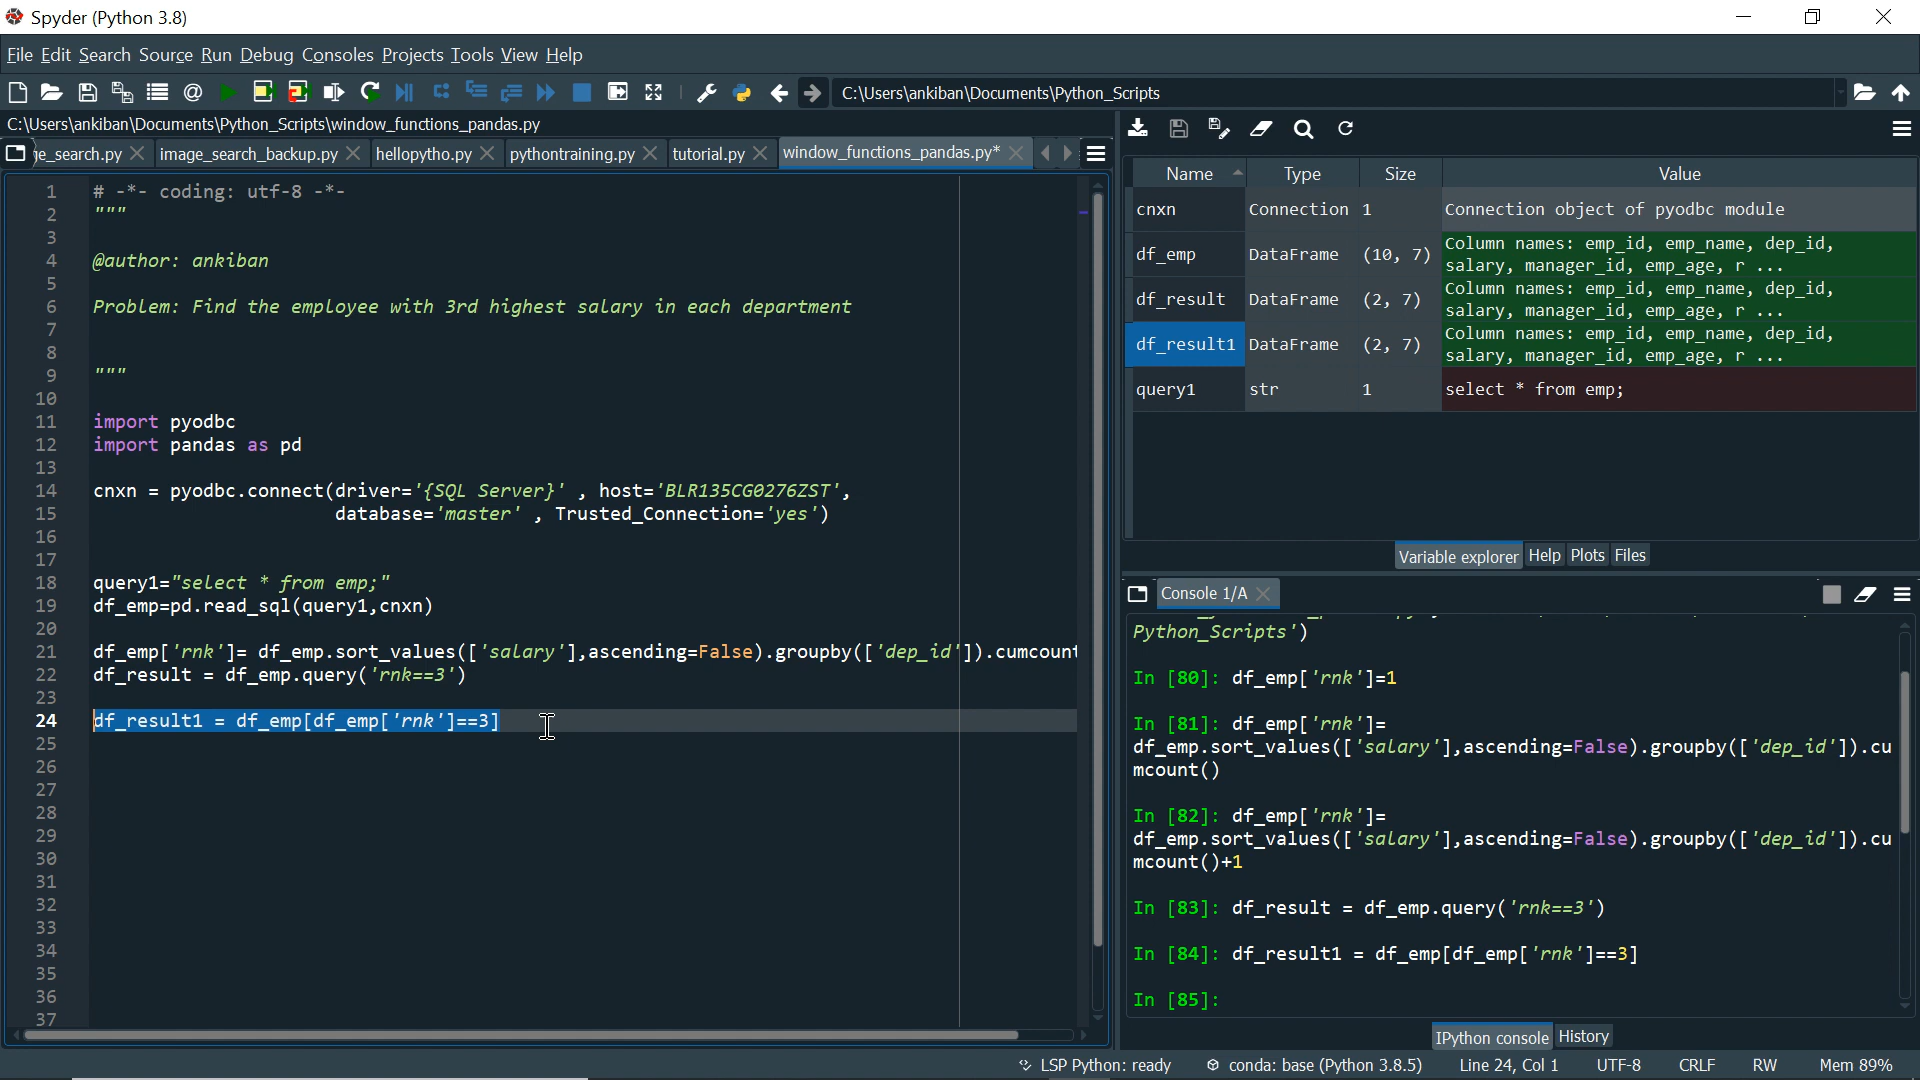 Spyder (Python 3.8)
File Edit Search Source Run Debug Consoles Projects Tools View Help
C:\Users\ankiban\Documents\Python_Scripts
C:\Users\ankiban\Documents\Python_Scripts\window_functions_pandas.py
e_search.py image_search_backup.py hellopytho.py pythontraining.py tutorial.py window_functions_pandas.py*
1 # -*- coding: utf-8 -*-
2 """
3
4 @author: ankiban
5
6 Problem: Find the employee with 3rd highest salary in each department
7
8
9 """
10
11 import pyodbc
12 import pandas as pd
13
14 cnxn = pyodbc.connect(driver='{SQL Server}' , host='BLR135CG0276ZST',
15 database='master' , Trusted_Connection='yes')
16
17
18 query1="select * from emp;"
19 df_emp=pd.read_sql(query1,cnxn)
20
21 df_emp['rnk']= df_emp.sort_values(['salary'],ascending=False).groupby(['dep_id']).cumcount
22 df_result = df_emp.query('rnk==3')
23
24 df_result1 = df_emp[df_emp['rnk']==3]
25
26
27
28
29
30
31
32
33
34
35
36
37
Name Type Size Value
cnxn Connection 1 Connection object of pyodbc module
df_emp DataFrame (10, 7) Column names: emp_id, emp_name, dep_id,
salary, manager_id, emp_age, r ...
df_result DataFrame (2, 7) Column names: emp_id, emp_name, dep_id,
salary, manager_id, emp_age, r ...
df_result1 DataFrame (2, 7) Column names: emp_id, emp_name, dep_id,
salary, manager_id, emp_age, r ...
query1 str 1 select * from emp;
Variable explorer Help Plots Files
Console 1/A
Python_Scripts')
In [80]: df_emp['rnk']=1
In [81]: df_emp['rnk']=
df_emp.sort_values(['salary'],ascending=False).groupby(['dep_id']).cu
mcount()
In [82]: df_emp['rnk']=
df_emp.sort_values(['salary'],ascending=False).groupby(['dep_id']).cu
mcount()+1
In [83]: df_result = df_emp.query('rnk==3')
In [84]: df_result1 = df_emp[df_emp['rnk']==3]
In [85]:
IPython console History
LSP Python: ready conda: base (Python 3.8.5) Line 24, Col 1 UTF-8 CRLF RW Mem 89%